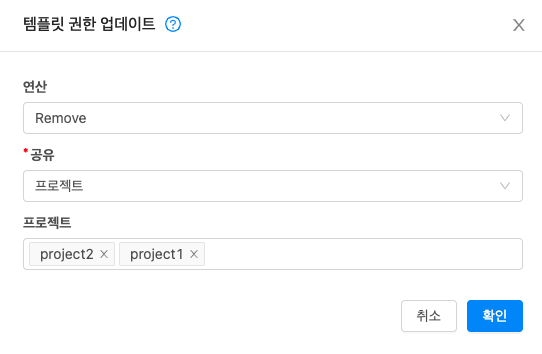 템플릿 권한 업데이트
연산
Remove
* 공유
프로젝트
프로젝트
project2 project1
취소 확인